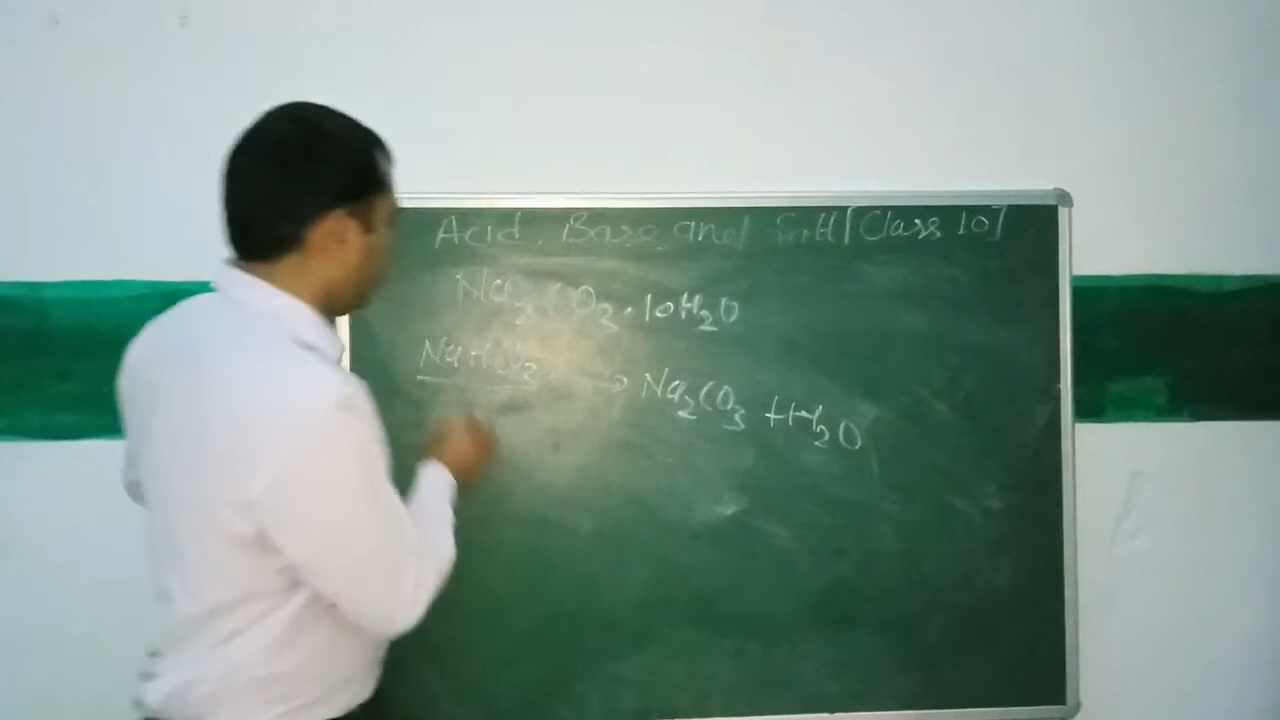 Acid, Base and Salt [Class 10]
Na2CO3.10H2O
NaHCO3 → Na2CO3 + H2O